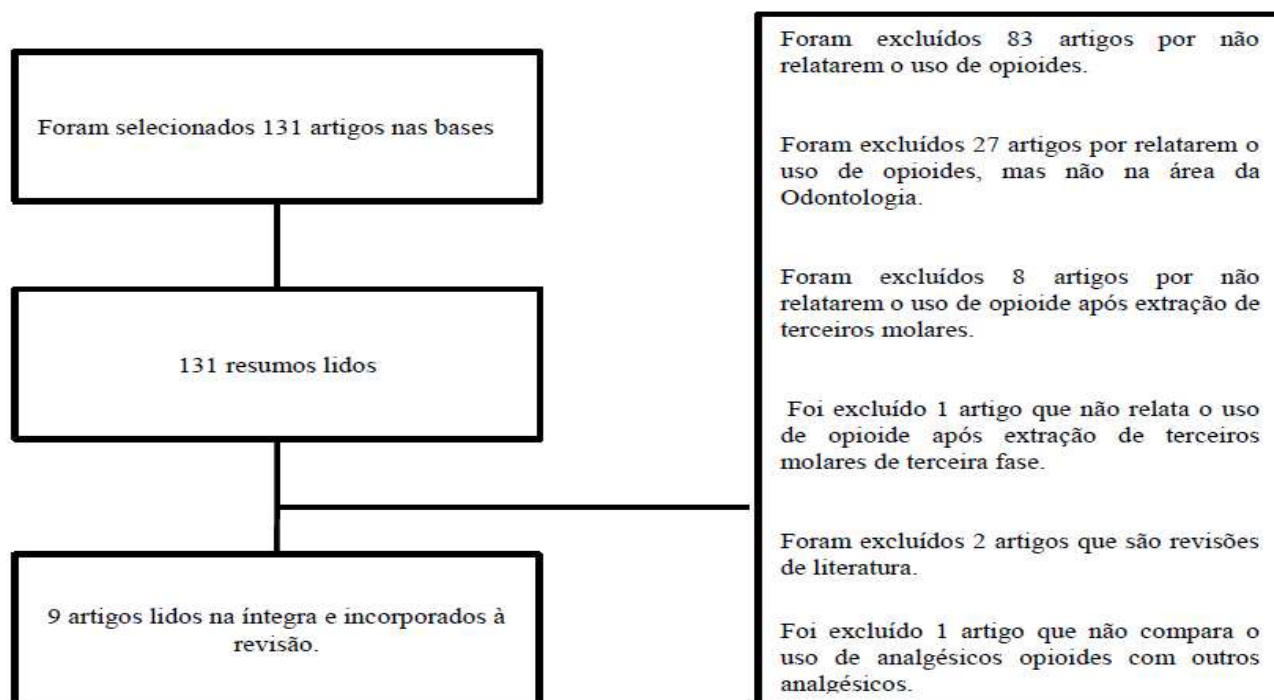 Foram selecionados 131 artigos nas bases
131 resumos lidos
9 artigos lidos na íntegra e incorporados à
revisão.
Foram excluídos 83 artigos por não
relatarem o uso de opioides.
Foram excluídos 27 artigos por relatarem o
uso de opioides, mas não na área da
Odontologia.
Foram excluídos 8 artigos por não
relatarem o uso de opioide após extração de
terceiros molares.
Foi excluído 1 artigo que não relata o uso
de opioide após extração de terceiros
molares de terceira fase.
Foram excluídos 2 artigos que são revisões
de literatura.
Foi excluído 1 artigo que não compara o
uso de analgésicos opioides com outros
analgésicos.